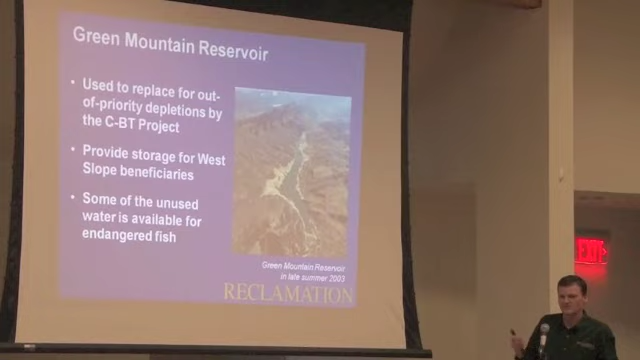 Green Mountain Reservoir
• Used to replace for out-
of-priority depletions by
the C-BT Project
• Provide storage for West
Slope beneficiaries
• Some of the unused
water is available for
endangered fish
Green Mountain Reservoir
in late summer 2003
RECLAMATION